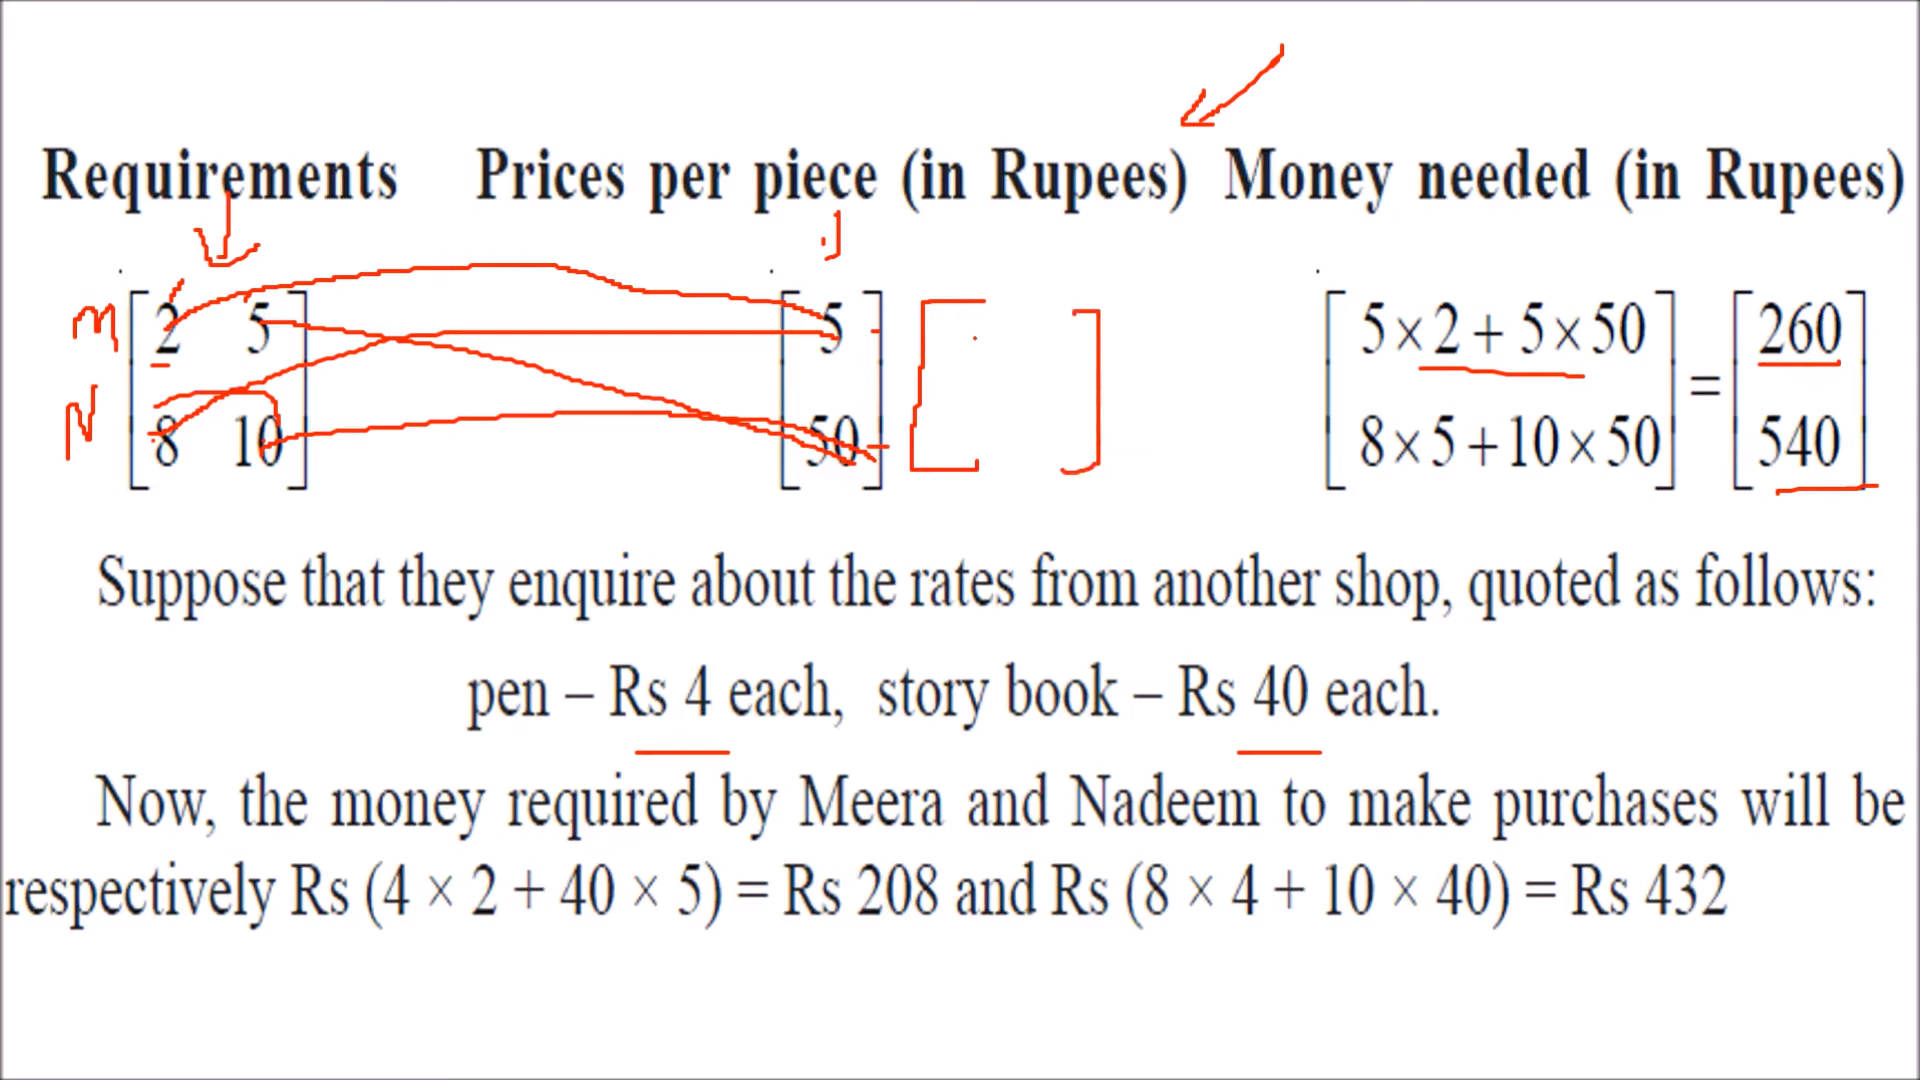 Requirements Prices per piece (in Rupees) Money needed (in Rupees)
M [2 5] [5] [5×2+5×50] = [260]
N [8 10] [50] [8×5+10×50] [540]
Suppose that they enquire about the rates from another shop, quoted as follows:
pen – Rs 4 each, story book – Rs 40 each.
Now, the money required by Meera and Nadeem to make purchases will be
respectively Rs (4 × 2 + 40 × 5) = Rs 208 and Rs (8 × 4 + 10 × 40) = Rs 432